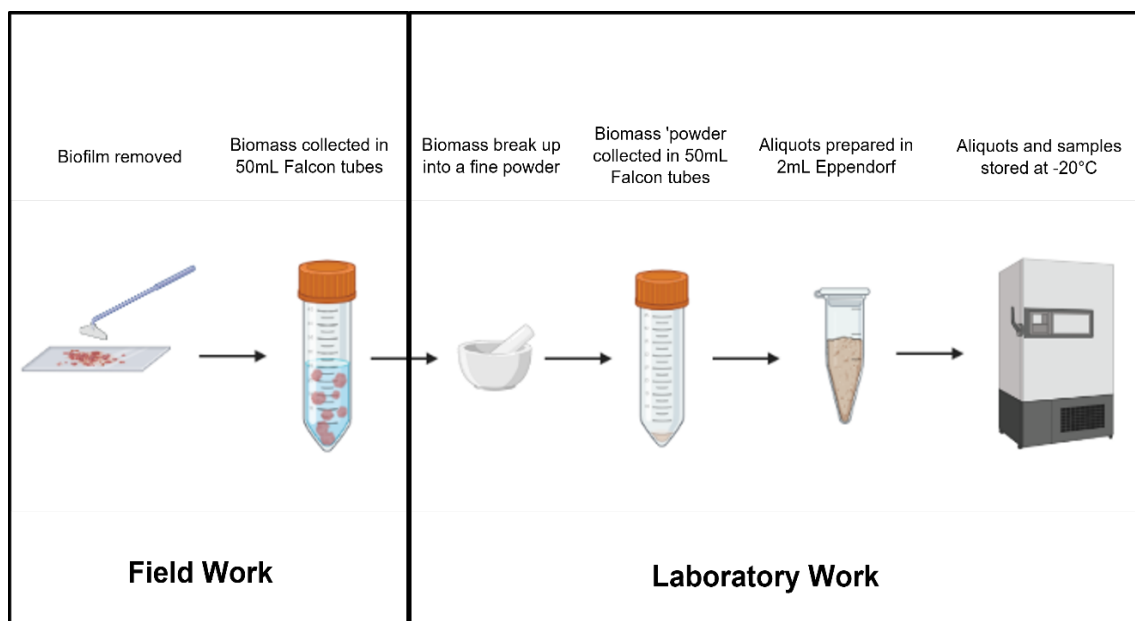 Biofilm removed
Biomass collected in
50mL Falcon tubes
Biomass break up
into a fine powder
Biomass 'powder
collected in 50mL
Falcon tubes
Aliquots prepared in
2mL Eppendorf
Aliquots and samples
stored at -20°C
Field Work
Laboratory Work